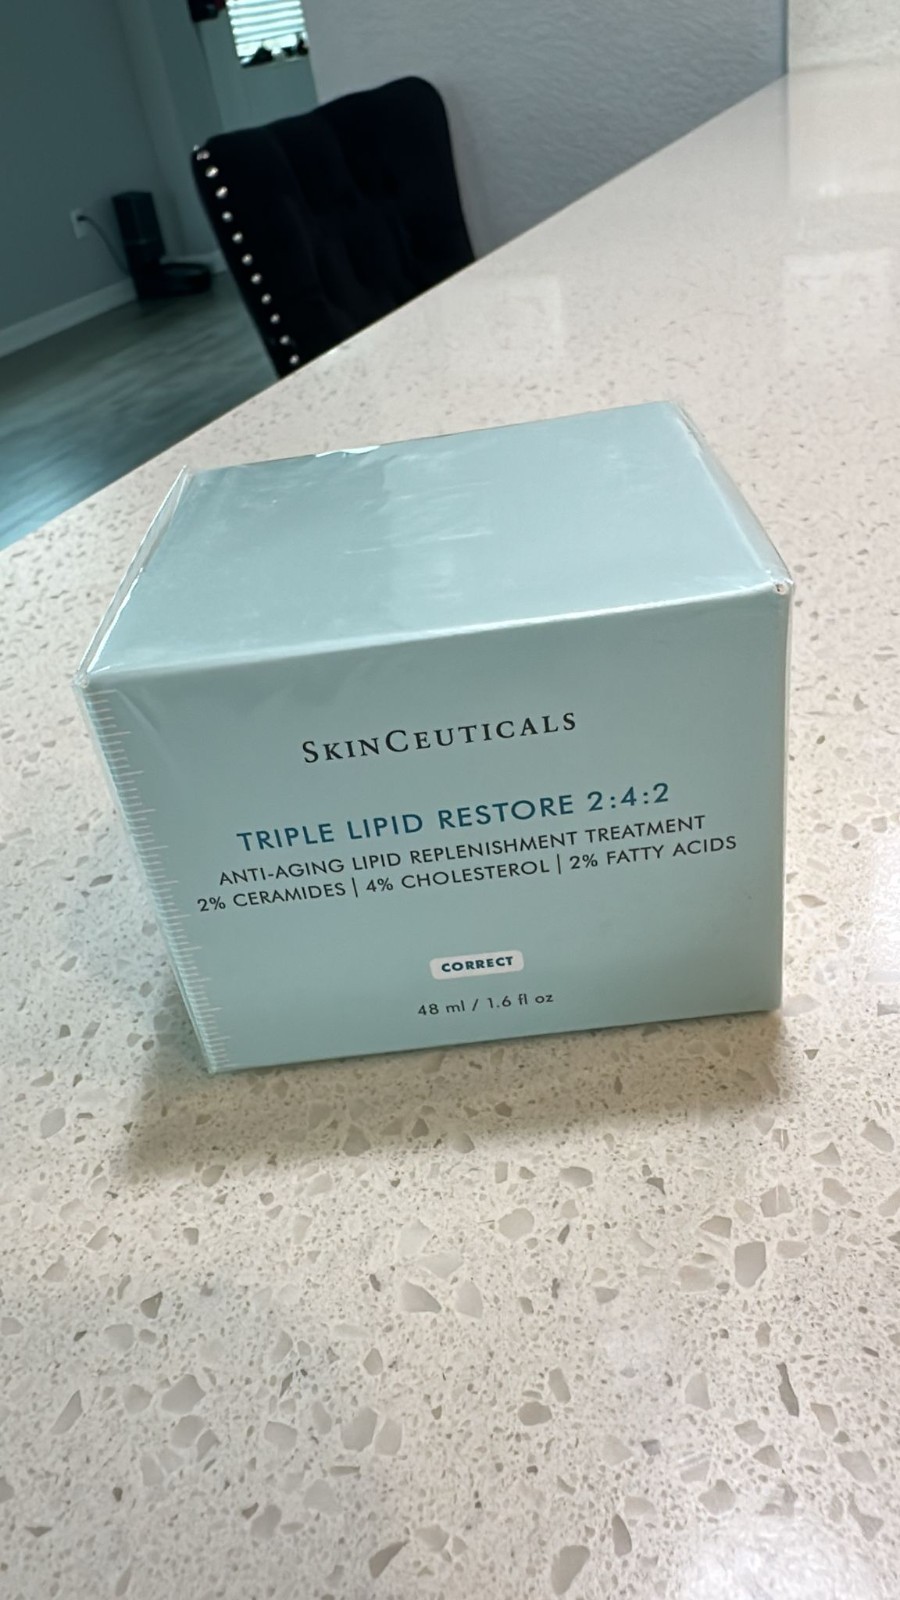 SKINCEUTICALS
TRIPLE LIPID RESTORE 2:4:2
ANTI-AGING LIPID REPLENISHMENT TREATMENT
2% CERAMIDES | 4% CHOLESTEROL | 2% FATTY ACIDS
CORRECT
48 ml / 1.6 fl oz